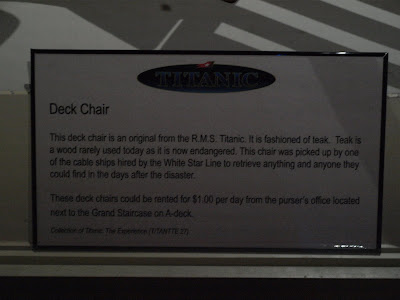 TITANIC
Deck Chair
This deck chair is an original from the R.M.S. Titanic. It is fashioned of teak. Teak is
a wood rarely used today as it is now endangered. This chair was picked up by one
of the cable ships hired by the White Star Line to retrieve anything and anyone they
could find in the days after the disaster.
These deck chairs could be rented for $1.00 per day from the purser's office located
next to the Grand Staircase on A-deck.
Collection of Titanic: The Experience